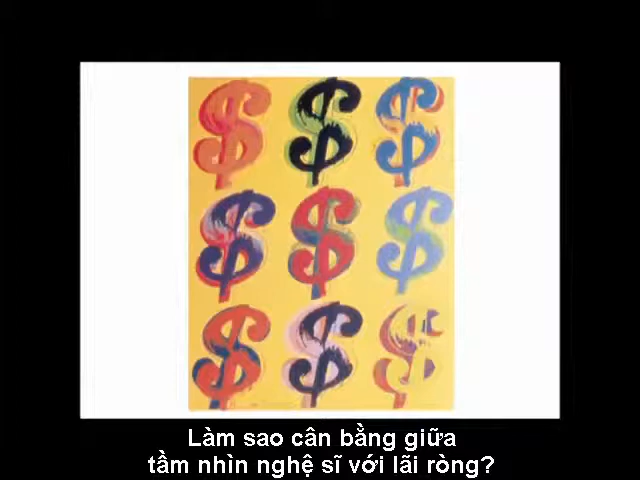 Làm sao cân bằng giữa
tầm nhìn nghệ sĩ với lãi ròng?